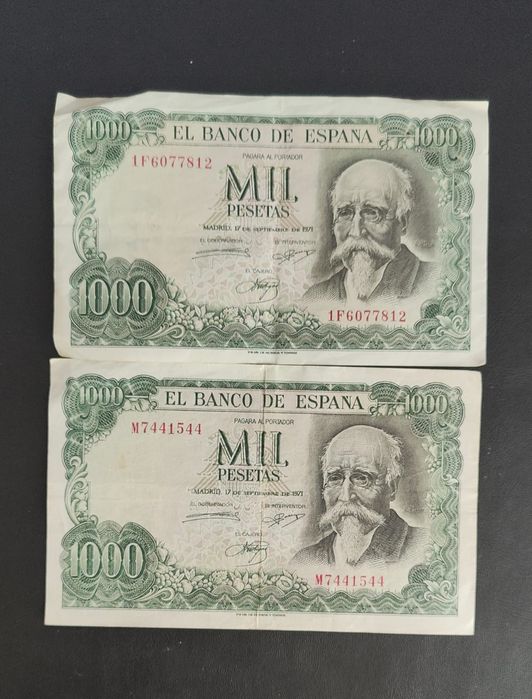 1000 EL BANCO DE ESPAÑA 1000
PAGARA AL PORTADOR
1F6077812
MIL
PESETAS
MADRID, 17 DE SEPTIEMBRE DE 1971
EL GOBERNADOR EL INTERVENTOR
EL CAJERO
1000
1F6077812
1000 EL BANCO DE ESPAÑA 1000
PAGARA AL PORTADOR
M7441544
MIL
PESETAS
MADRID, 17 DE SEPTIEMBRE DE 1971
EL GOBERNADOR EL INTERVENTOR
EL CAJERO
1000
M7441544